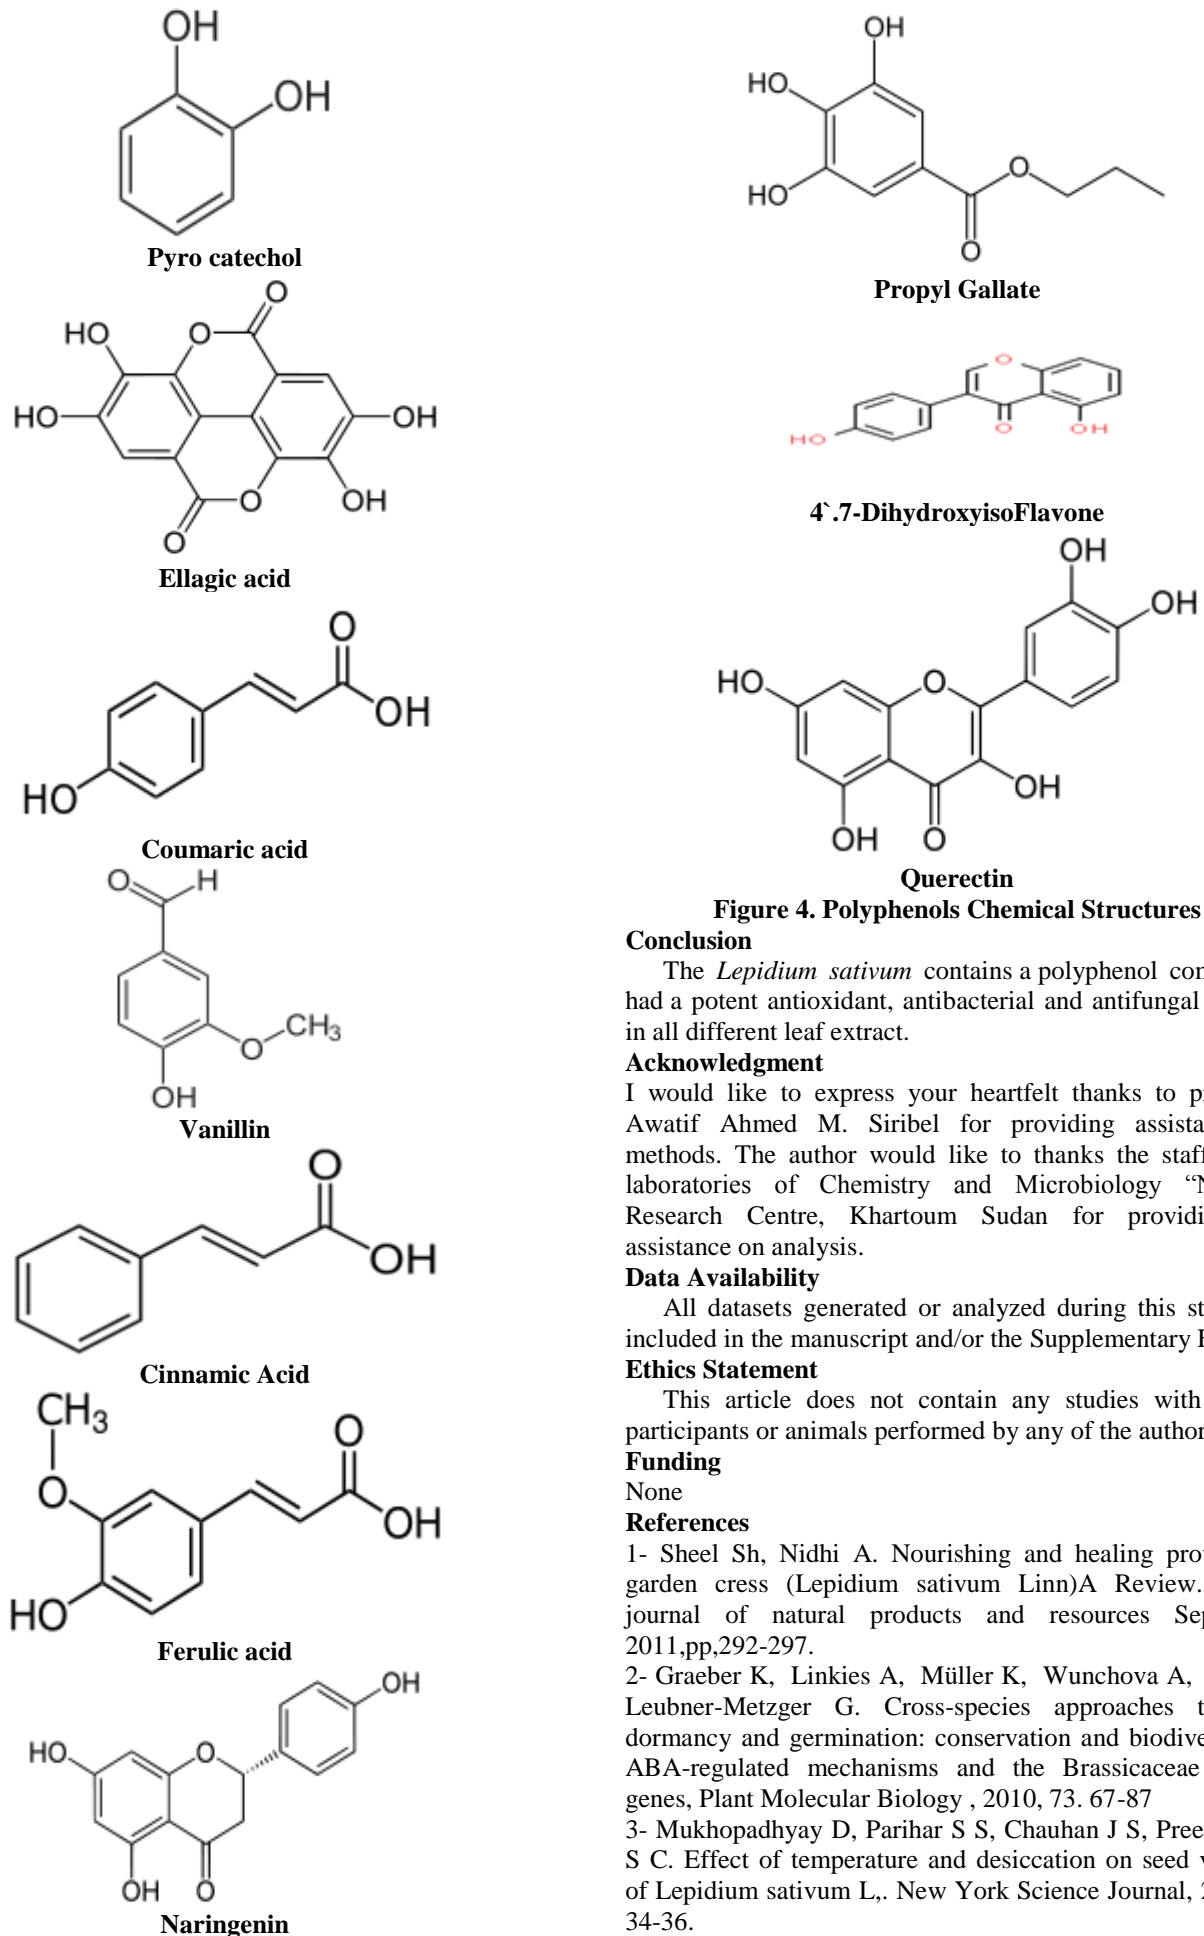 OH
OH
Pyro catechol
O
HO
O
HO
OH
O
OH
O
Ellagic acid
O
OH
HO
Coumaric acid
O
H
O
CH3
OH
Vanillin
O
OH
Cinnamic Acid
CH3
O
O
OH
HO
Ferulic acid
OH
HO
O
OH
O
Naringenin
OH
HO
O
HO
O
Propyl Gallate
O
HO
O
OH
4`.7-DihydroxyisoFlavone
OH
OH
HO
O
OH
OH
O
Querectin
Figure 4. Polyphenols Chemical Structures
Conclusion
The Lepidium sativum contains a polyphenol con
had a potent antioxidant, antibacterial and antifungal
in all different leaf extract.
Acknowledgment
I would like to express your heartfelt thanks to p
Awatif Ahmed M. Siribel for providing assista
methods. The author would like to thanks the staff
laboratories of Chemistry and Microbiology “N
Research Centre, Khartoum Sudan for providi
assistance on analysis.
Data Availability
All datasets generated or analyzed during this st
included in the manuscript and/or the Supplementary
Ethics Statement
This article does not contain any studies with
participants or animals performed by any of the author
Funding
None
References
1- Sheel Sh, Nidhi A. Nourishing and healing pro
garden cress (Lepidium sativum Linn)A Review.
journal of natural products and resources Se
2011,pp,292-297.
2- Graeber K, Linkies A, Müller K, Wunchova A,
Leubner-Metzger G. Cross-species approaches t
dormancy and germination: conservation and biodive
ABA-regulated mechanisms and the Brassicaceae
genes, Plant Molecular Biology , 2010, 73. 67-87
3- Mukhopadhyay D, Parihar S S, Chauhan J S, Pree
S C. Effect of temperature and desiccation on seed v
of Lepidium sativum L,. New York Science Journal, 2
34-36.